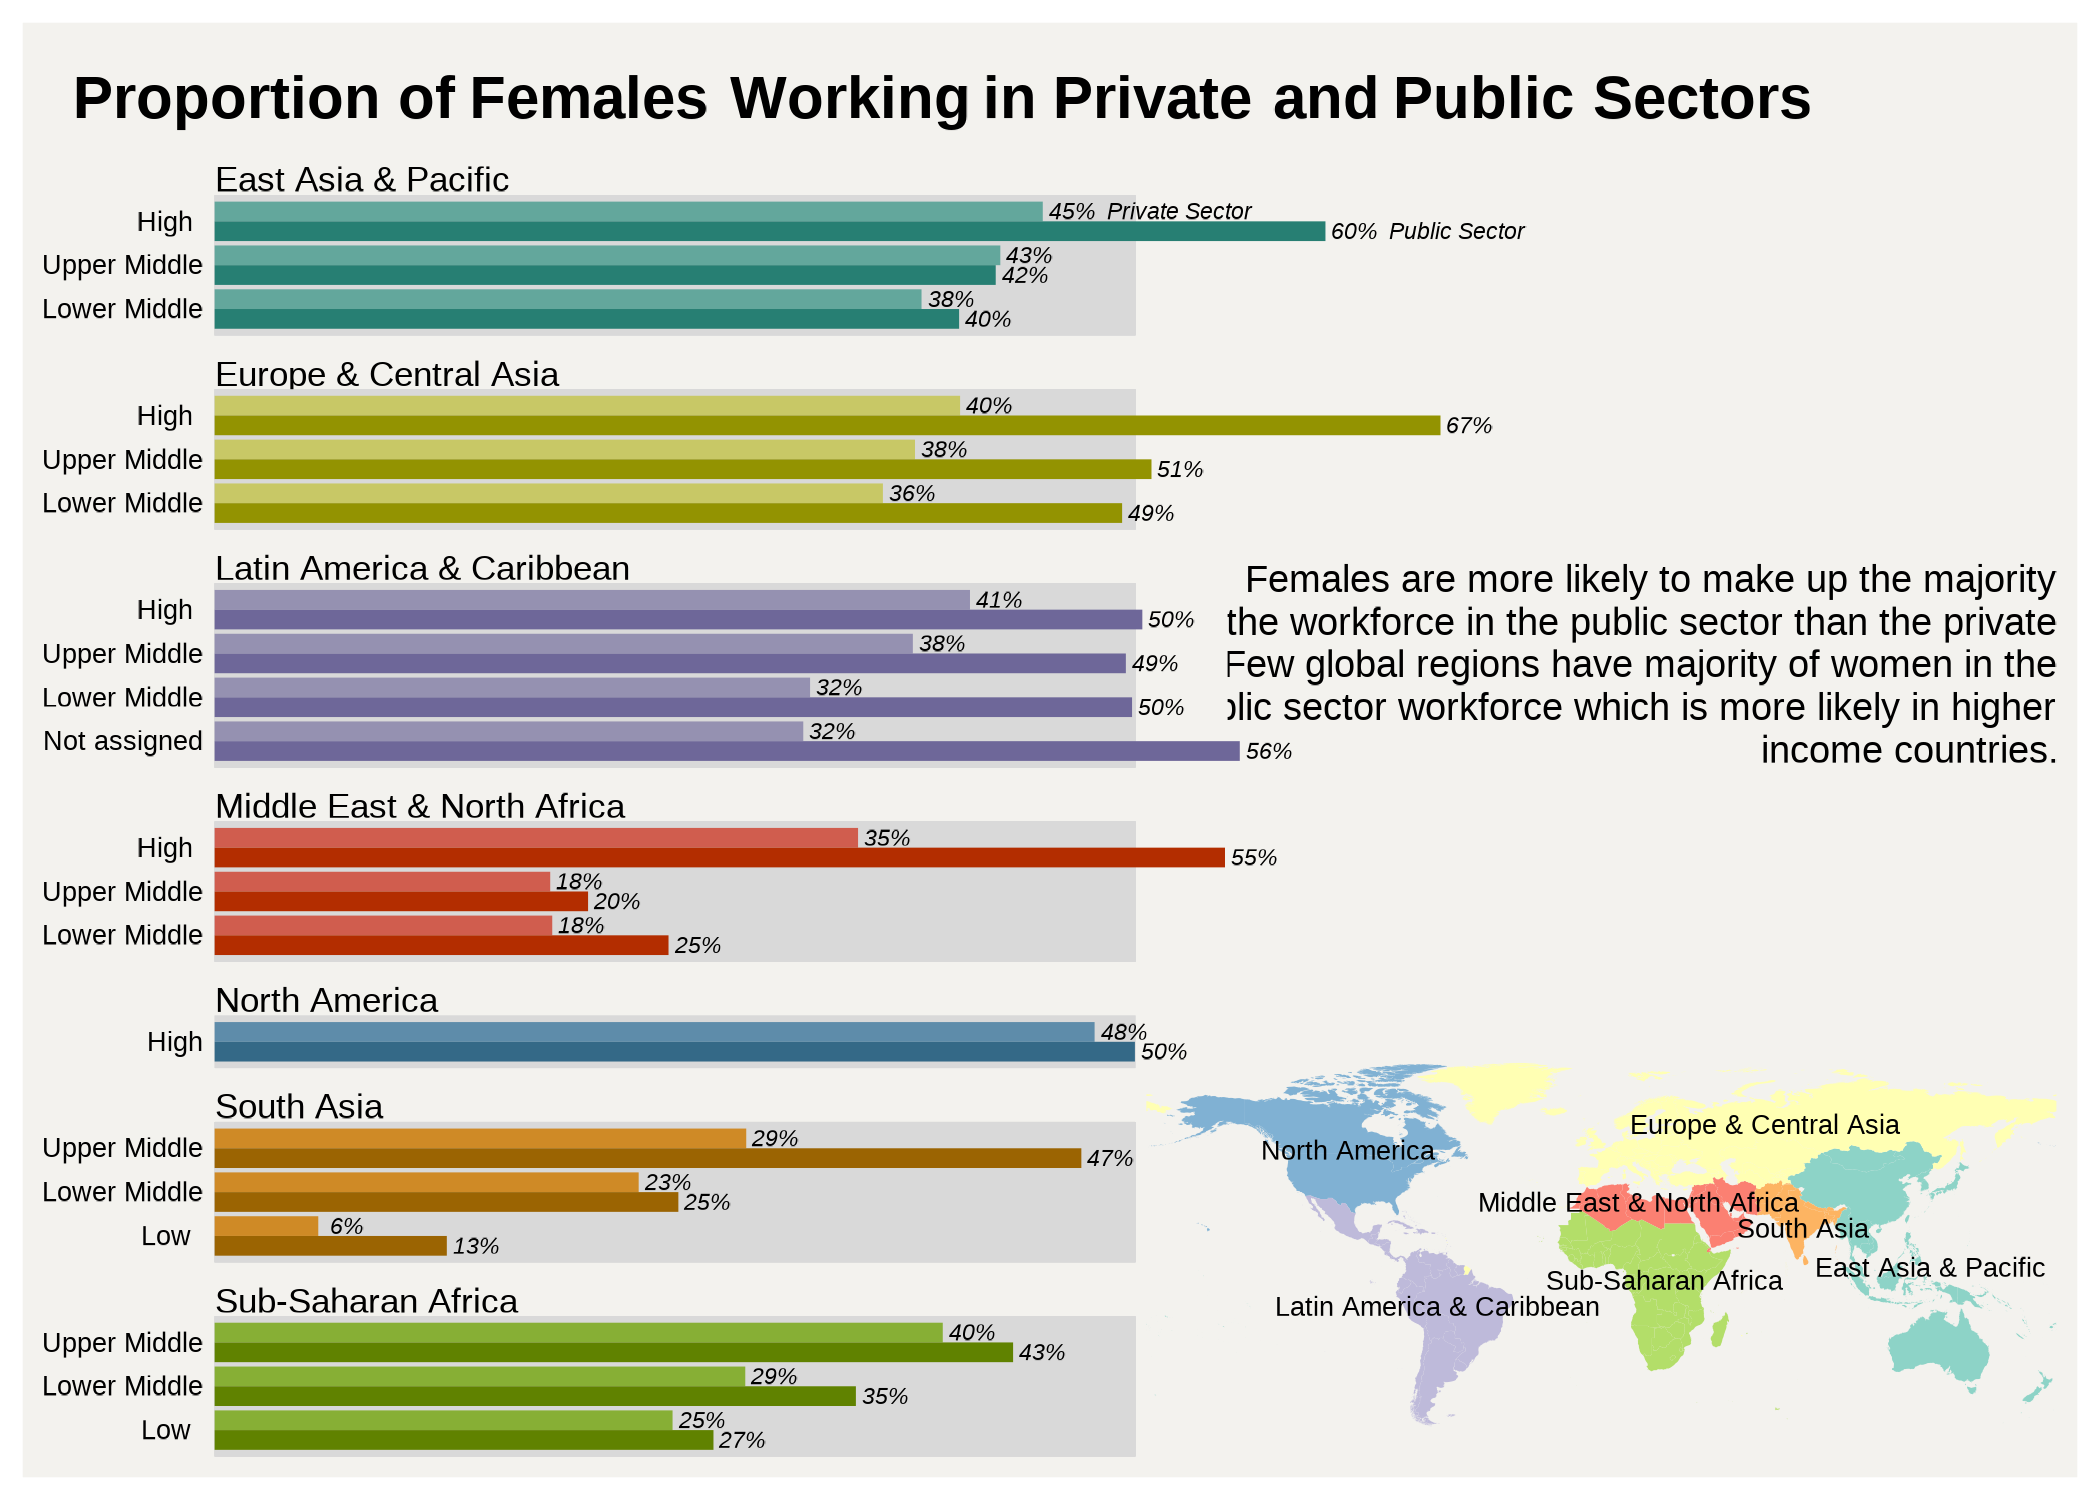 Proportion of Females Working in Private and Public Sectors
East Asia & Pacific
High 45% Private Sector
60% Public Sector
Upper Middle 43%
42%
Lower Middle 38%
40%
Europe & Central Asia
High 40%
67%
Upper Middle 38%
51%
Lower Middle 36%
49%
Latin America & Caribbean
High 41%
50%
Upper Middle 38%
49%
Lower Middle 32%
50%
Not assigned 32%
56%
Females are more likely to make up the majority
the workforce in the public sector than the private
Few global regions have majority of women in the
blic sector workforce which is more likely in higher
income countries.
Middle East & North Africa
High 35%
55%
Upper Middle 18%
20%
Lower Middle 18%
25%
North America
High 48%
50%
South Asia
Upper Middle 29%
47%
Lower Middle 23%
25%
Low 6%
13%
Sub-Saharan Africa
Upper Middle 40%
43%
Lower Middle 29%
35%
Low 25%
27%
Europe & Central Asia
North America
Middle East & North Africa
South Asia
East Asia & Pacific
Sub-Saharan Africa
Latin America & Caribbean